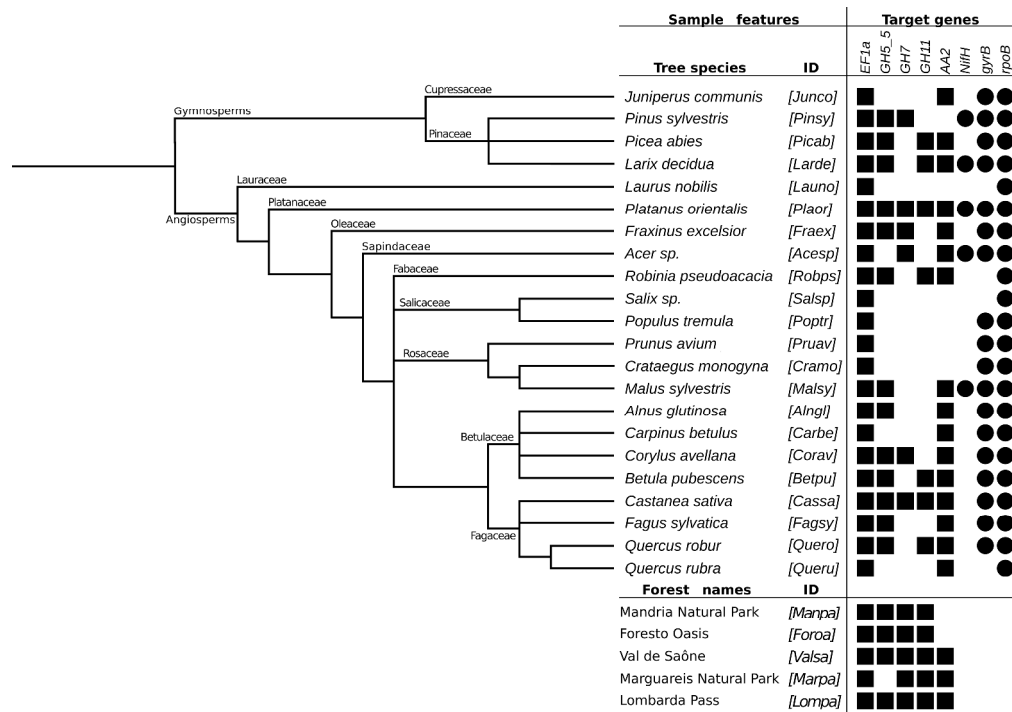 Sample features Target genes
Tree species ID EF1a GH5_5 GH7 GH11 AA2 NifH gyrB rpoB
Cupressaceae
Juniperus communis [Junco]
Gymnosperms
Pinus sylvestris [Pinsy]
Pinaceae
Picea abies [Picab]
Larix decidua [Larde]
Lauraceae
Laurus nobilis [Launo]
Platanaceae
Platanus orientalis [Plaor]
Angiosperms
Oleaceae
Fraxinus excelsior [Fraex]
Sapindaceae
Acer sp. [Acesp]
Fabaceae
Robinia pseudoacacia [Robps]
Salicaceae
Salix sp. [Salsp]
Populus tremula [Poptr]
Prunus avium [Pruav]
Rosaceae
Crataegus monogyna [Cramo]
Malus sylvestris [Malsy]
Alnus glutinosa [Alngl]
Betulaceae
Carpinus betulus [Carbe]
Corylus avellana [Corav]
Betula pubescens [Betpu]
Castanea sativa [Cassa]
Fagus sylvatica [Fagsy]
Fagaceae
Quercus robur [Quero]
Quercus rubra [Queru]
Forest names ID
Mandria Natural Park [Manpa]
Foresto Oasis [Foroa]
Val de Saône [Valsa]
Marguareis Natural Park [Marpa]
Lombarda Pass [Lompa]